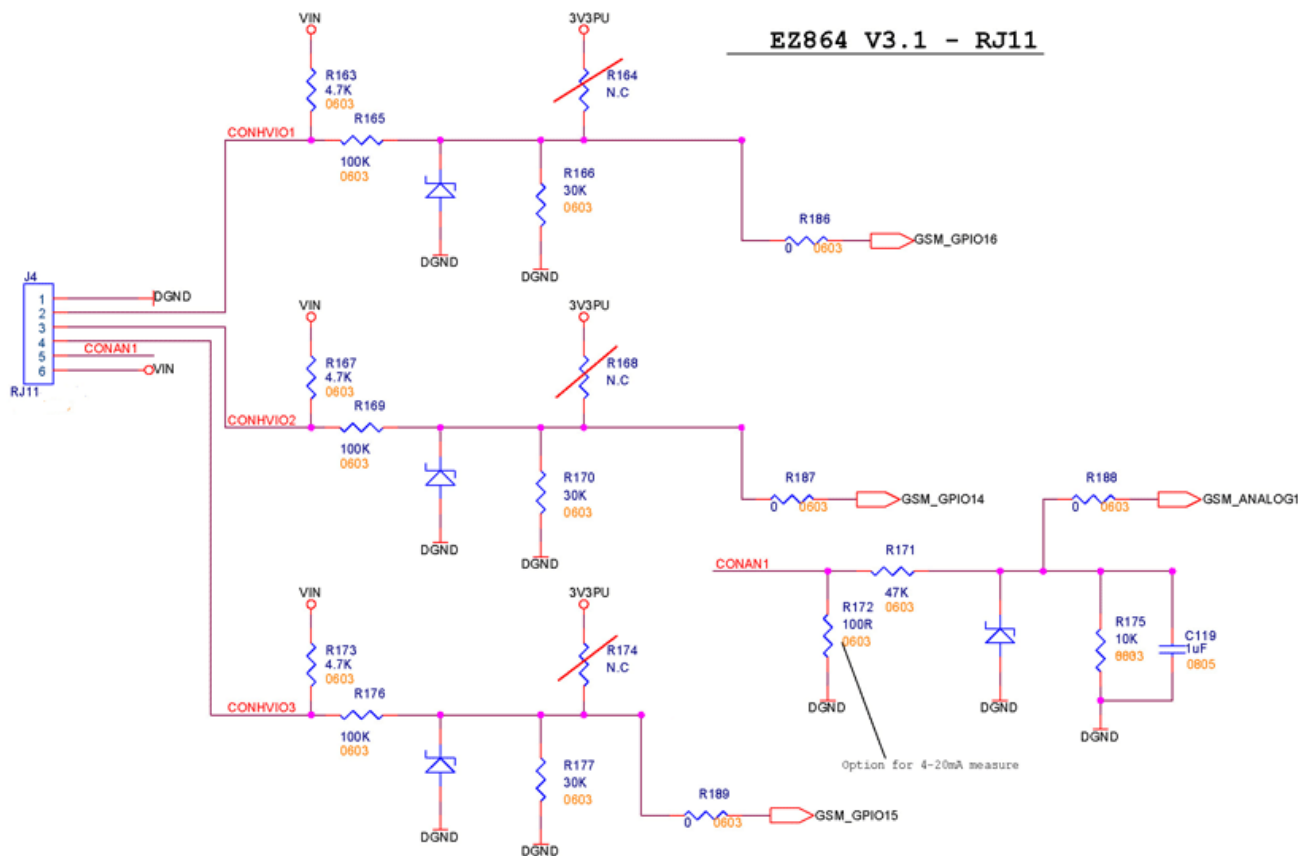 EZ864 V3.1 - RJ11
VIN
3V3PU
R163
4.7K
0603
R164
N.C
CONHVIO1
R165
100K
0603
R166
30K
0603
DGND
DGND
R186
0 0603
GSM_GPIO16
J4
1
2
3
4
5
6
RJ11
DGND
CONAN1
VIN
VIN
3V3PU
R167
4.7K
0603
R168
N.C
CONHVIO2
R169
100K
0603
R170
30K
0603
DGND
DGND
R187
0 0603
GSM_GPIO14
R188
0 0603
GSM_ANALOG1
CONAN1
R171
47K
0603
R172
100R
0603
R175
10K
0603
C119
1uF
0805
DGND
DGND
DGND
Option for 4-20mA measure
VIN
3V3PU
R173
4.7K
0603
R174
N.C
CONHVIO3
R176
100K
0603
R177
30K
0603
DGND
DGND
R189
0 0603
GSM_GPIO15